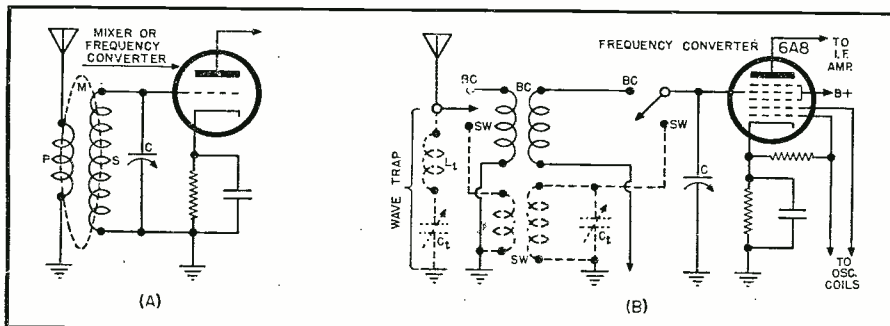 MIXER OR
FREQUENCY
CONVERTER
M
P
S
C
(A)
WAVE TRAP
Lt
Ct
BC
SW
BC
SW
Ct
BC
SW
FREQUENCY CONVERTER
6A8
C
TO
I.F.
AMP.
B+
TO
OSC.
COILS
(B)